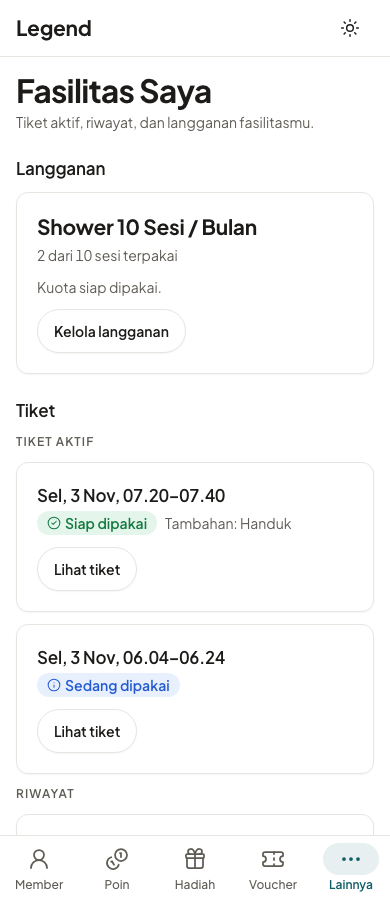 Legend
Fasilitas Saya
Tiket aktif, riwayat, dan langganan fasilitasmu.
Langganan
Shower 10 Sesi / Bulan
2 dari 10 sesi terpakai
Kuota siap dipakai.
Kelola langganan
Tiket
TIKET AKTIF
Sel, 3 Nov, 07.20–07.40
Siap dipakai Tambahan: Handuk
Lihat tiket
Sel, 3 Nov, 06.04–06.24
Sedang dipakai
Lihat tiket
RIWAYAT
Member Poin Hadiah Voucher Lainnya